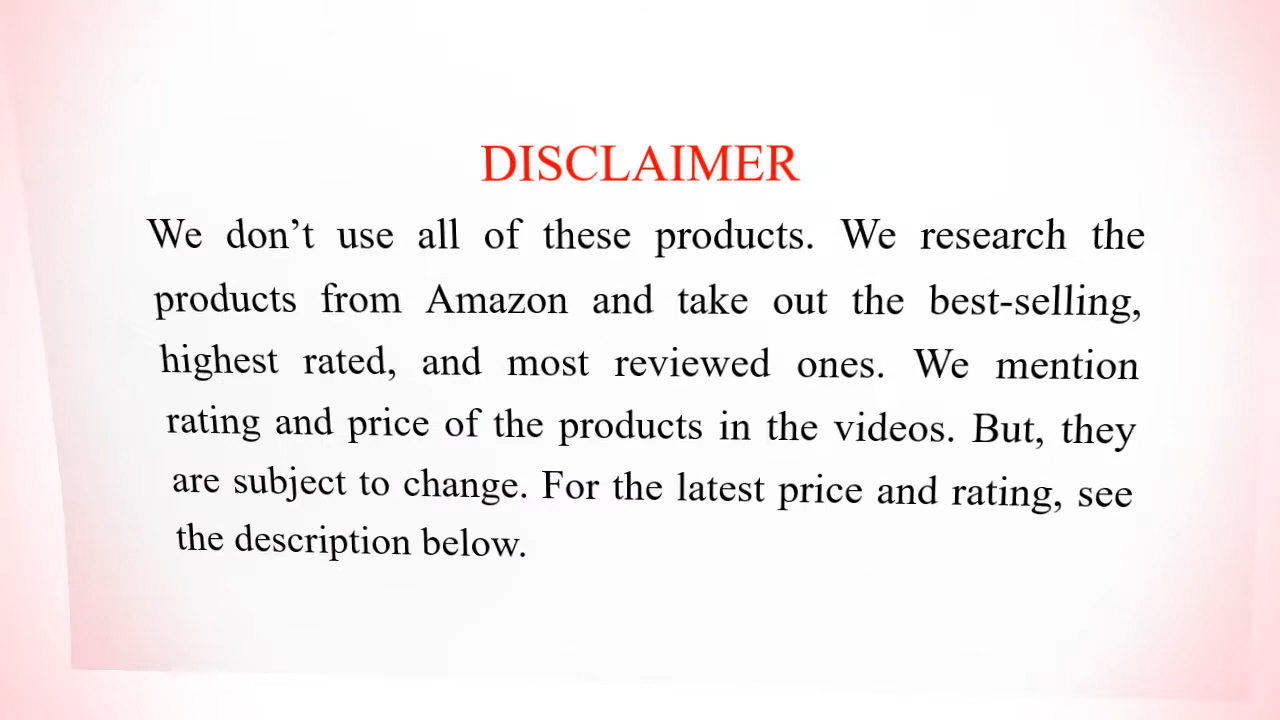 DISCLAIMER
We don’t use all of these products. We research the
products from Amazon and take out the best-selling,
highest rated, and most reviewed ones. We mention
rating and price of the products in the videos. But, they
are subject to change. For the latest price and rating, see
the description below.